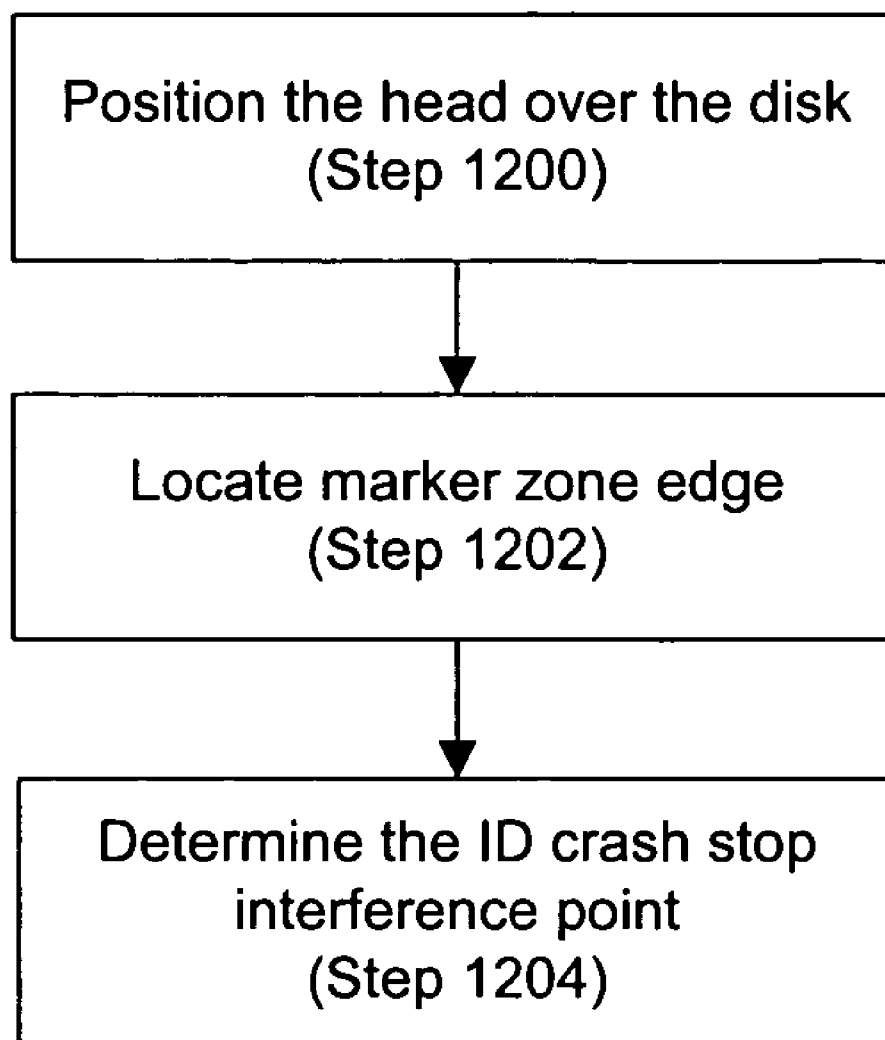 Position the head over the disk
(Step 1200)
Locate marker zone edge
(Step 1202)
Determine the ID crash stop
interference point
(Step 1204)